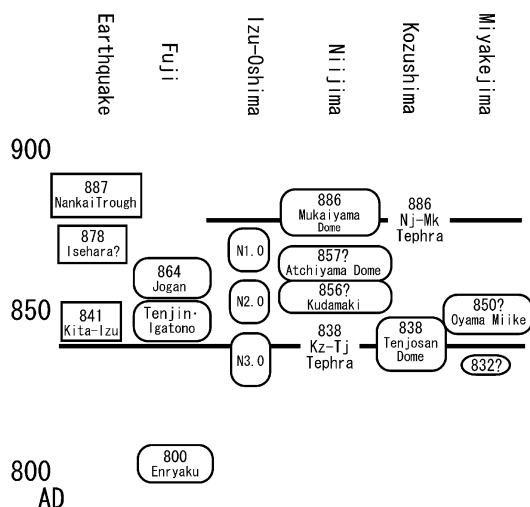 Earthquake
Fuji
Izu-Oshima
Niijima
Kozushima
Miyakejima
900
887
NankaiTrough
886
Mukaiyama
Dome
886
Nj-Mk
Tephra
878
Isehara?
N1.0
857?
Atchiyama Dome
864
Jogan
856?
Kudamaki
N2.0
850
841
Kita-Izu
Tenjin·
Igatono
850?
Oyama Miike
838
Kz-Tj
Tephra
838
Tenjosan
Dome
N3.0
832?
800
Enryaku
800
AD